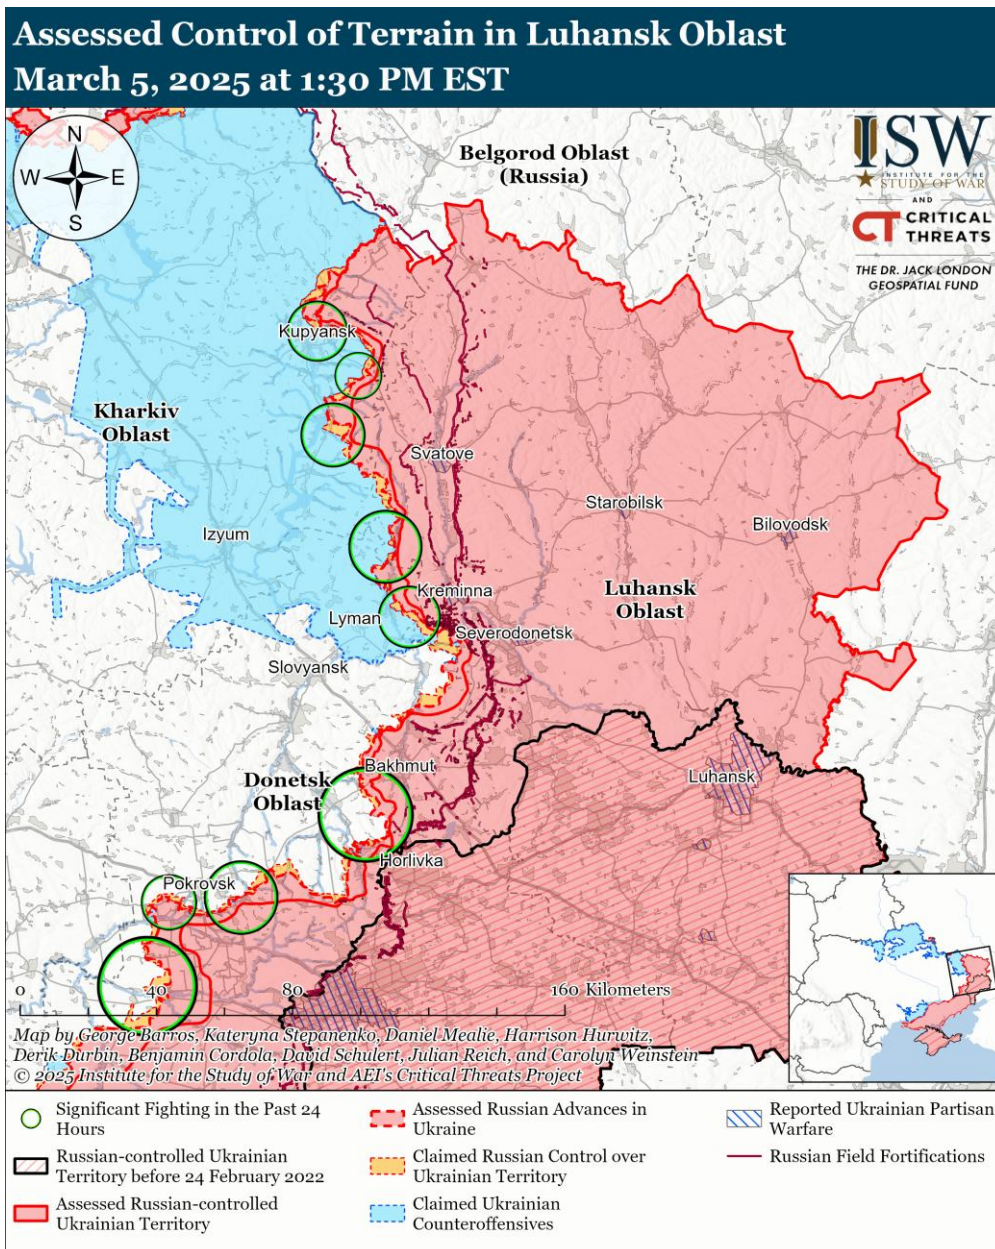 Assessed Control of Terrain in Luhansk Oblast
March 5, 2025 at 1:30 PM EST
N
W
E
S
Belgorod Oblast
(Russia)
ISW
INSTITUTE FOR THE
STUDY OF WAR
AND
CT CRITICAL
THREATS
THE DR. JACK LONDON
GEOSPATIAL FUND
Kupyansk
Kharkiv
Oblast
Svatove
Starobilsk
Bilovodsk
Izyum
Kreminna
Luhansk
Oblast
Lyman
Severodonetsk
Slovyansk
Bakhmut
Luhansk
Donetsk
Oblast
Horlivka
Pokrovsk
0
40
80
160 Kilometers
Map by George Barros, Kateryna Stepanenko, Daniel Mealie, Harrison Hurwitz,
Derik Durbin, Benjamin Cordola, David Schulert, Julian Reich, and Carolyn Weinstein
© 2025 Institute for the Study of War and AEI's Critical Threats Project
Significant Fighting in the Past 24
Hours
Russian-controlled Ukrainian
Territory before 24 February 2022
Assessed Russian-controlled
Ukrainian Territory
Assessed Russian Advances in
Ukraine
Claimed Russian Control over
Ukrainian Territory
Claimed Ukrainian
Counteroffensives
Reported Ukrainian Partisan
Warfare
Russian Field Fortifications